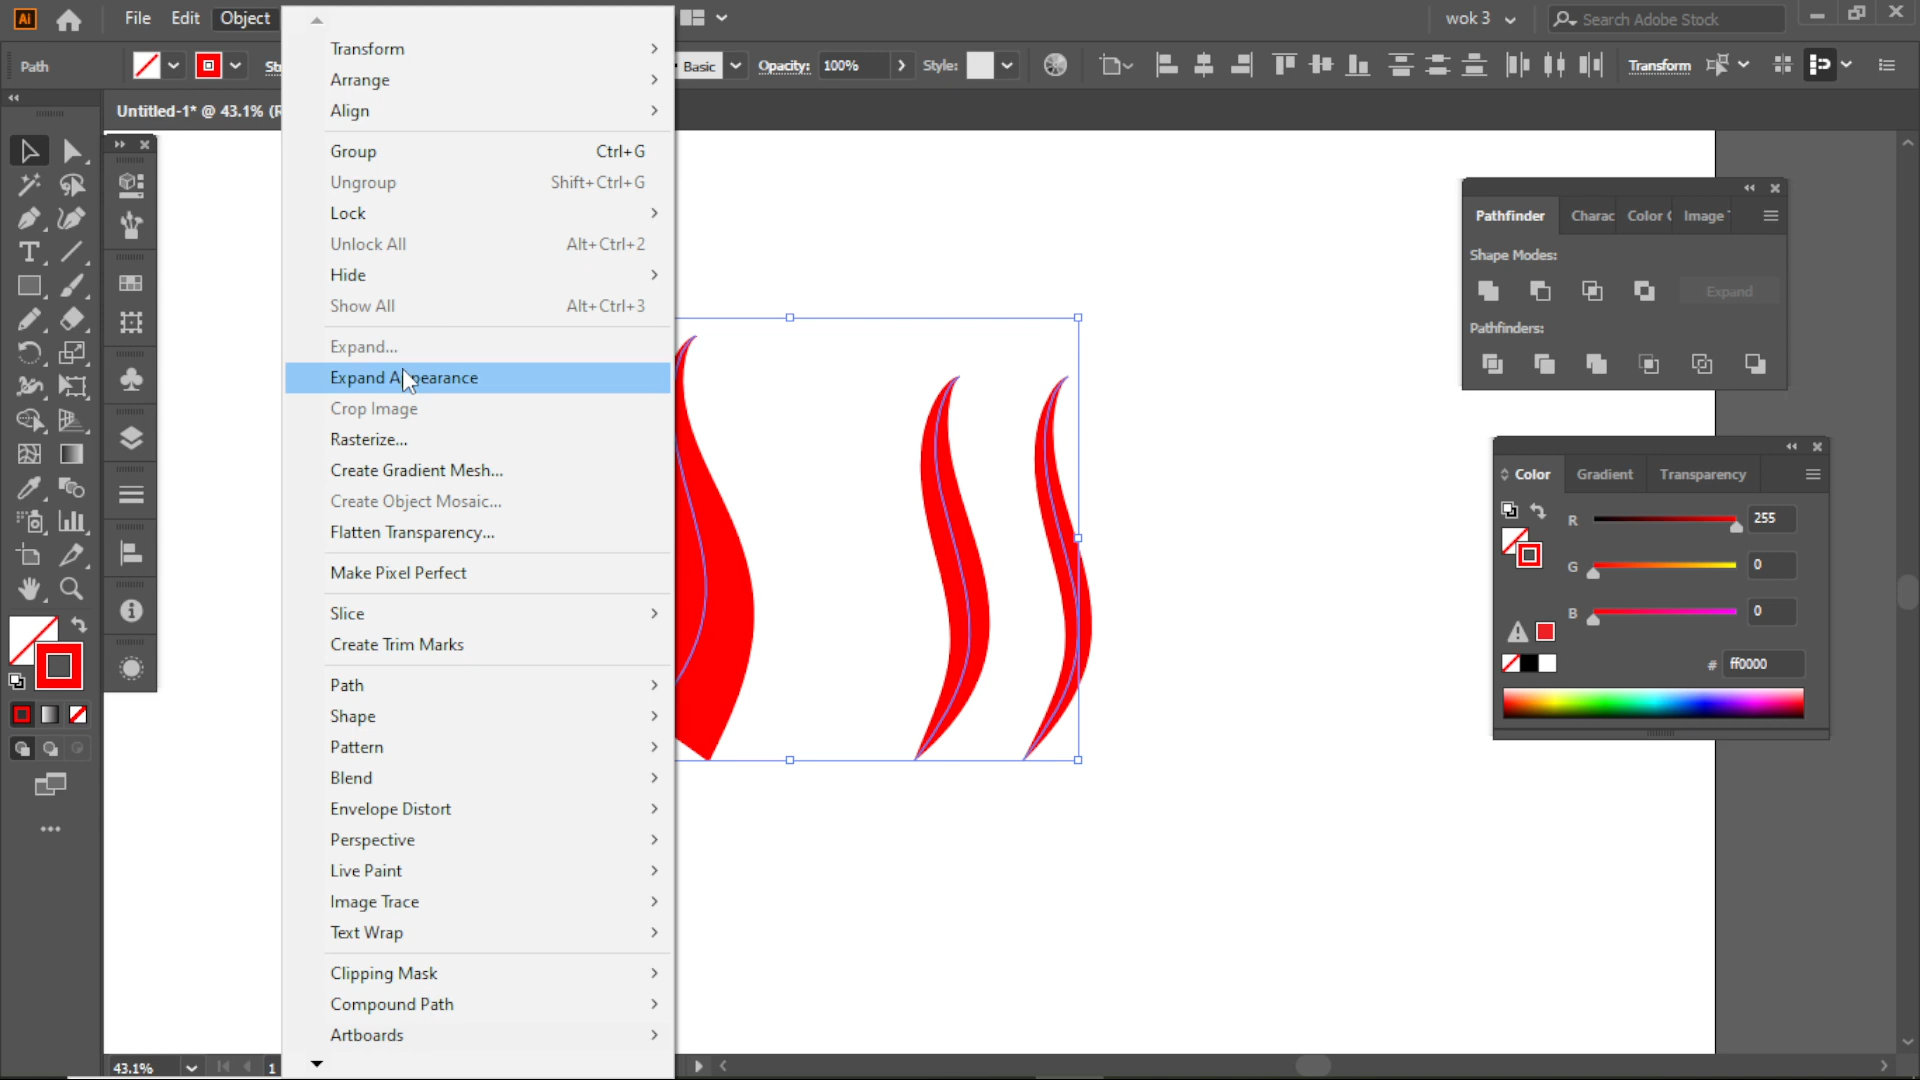 Ai File Edit Object wok 3 Search Adobe Stock
Path Basic Opacity: 100% Style: Transform
Untitled-1* @ 43.1%
Transform
Arrange
Align
Group Ctrl+G
Ungroup Shift+Ctrl+G
Lock
Unlock All Alt+Ctrl+2
Hide
Show All Alt+Ctrl+3
Expand...
Expand Appearance
Crop Image
Rasterize...
Create Gradient Mesh...
Create Object Mosaic...
Flatten Transparency...
Make Pixel Perfect
Slice
Create Trim Marks
Path
Shape
Pattern
Blend
Envelope Distort
Perspective
Live Paint
Image Trace
Text Wrap
Clipping Mask
Compound Path
Artboards
Pathfinder Charac Color Image
Shape Modes:
Expand
Pathfinders:
Color Gradient Transparency
R 255
G 0
B 0
# ff0000
43.1% 1